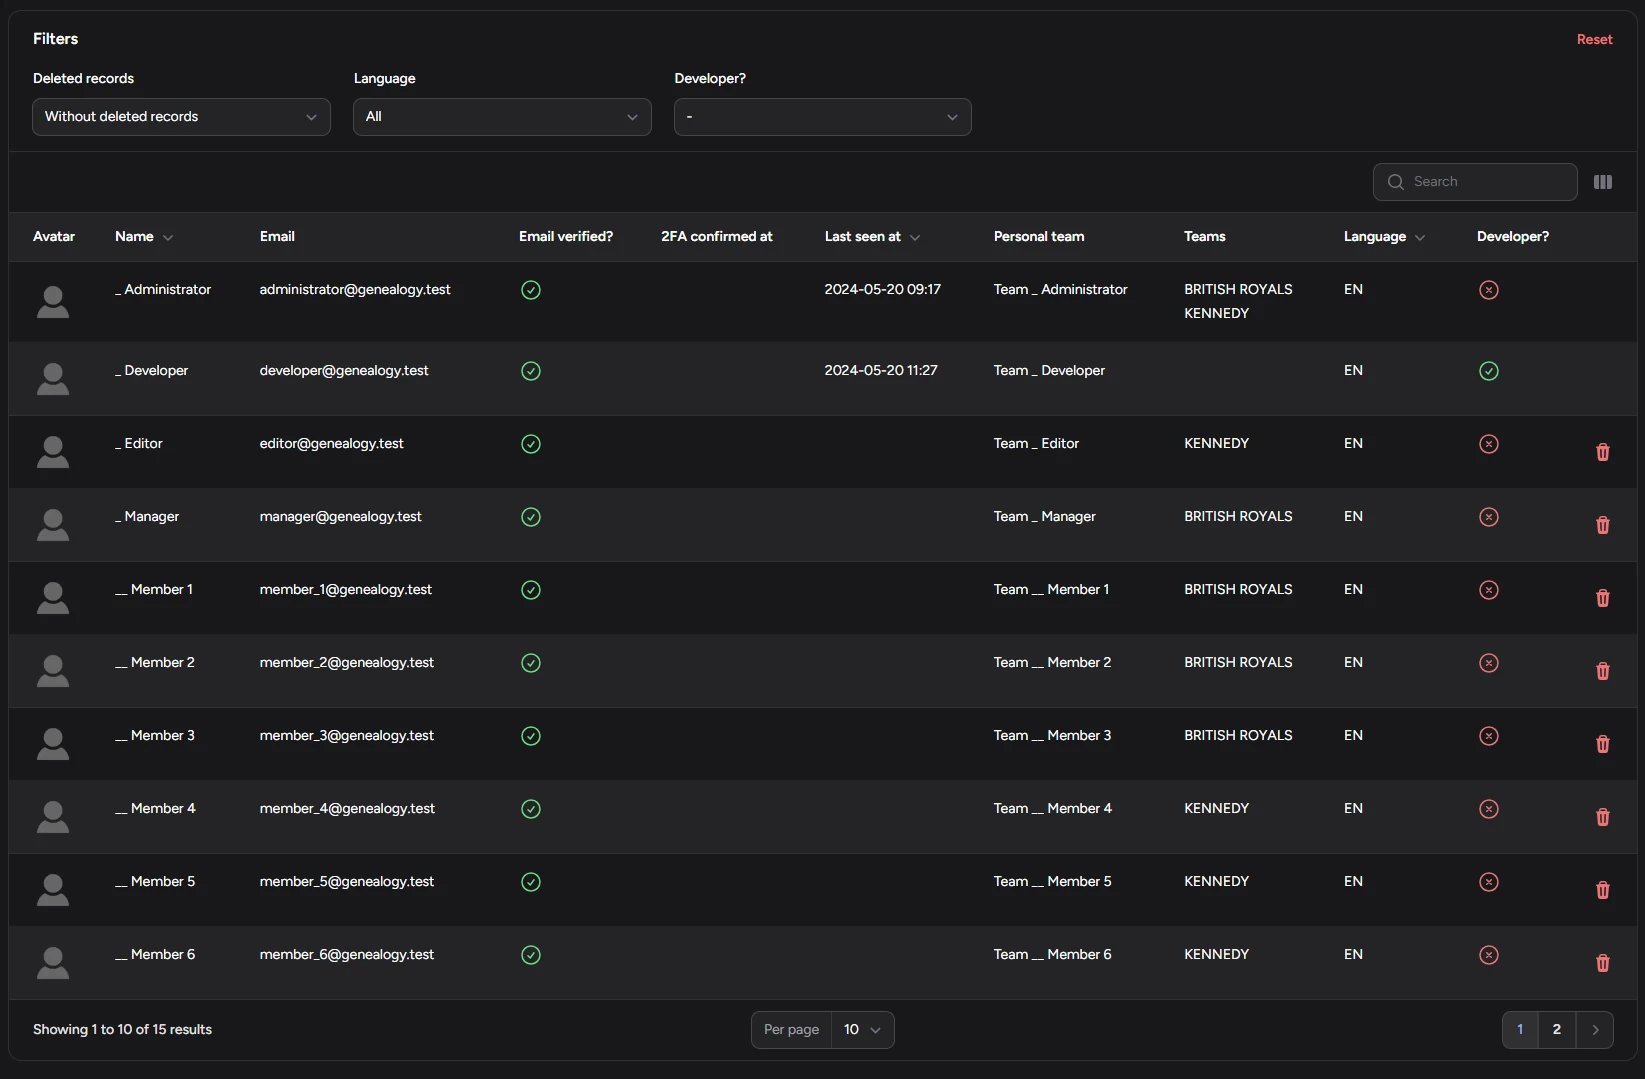 Filters
Reset
Deleted records Language Developer?
Without deleted records All -
Search
Avatar Name Email Email verified? 2FA confirmed at Last seen at Personal team Teams Language Developer?
_ Administrator administrator@genealogy.test 2024-05-20 09:17 Team _ Administrator BRITISH ROYALS EN
KENNEDY
_ Developer developer@genealogy.test 2024-05-20 11:27 Team _ Developer EN
_ Editor editor@genealogy.test Team _ Editor KENNEDY EN
_ Manager manager@genealogy.test Team _ Manager BRITISH ROYALS EN
__ Member 1 member_1@genealogy.test Team __ Member 1 BRITISH ROYALS EN
__ Member 2 member_2@genealogy.test Team __ Member 2 BRITISH ROYALS EN
__ Member 3 member_3@genealogy.test Team __ Member 3 BRITISH ROYALS EN
__ Member 4 member_4@genealogy.test Team __ Member 4 KENNEDY EN
__ Member 5 member_5@genealogy.test Team __ Member 5 KENNEDY EN
__ Member 6 member_6@genealogy.test Team __ Member 6 KENNEDY EN
Showing 1 to 10 of 15 results Per page 10 1 2